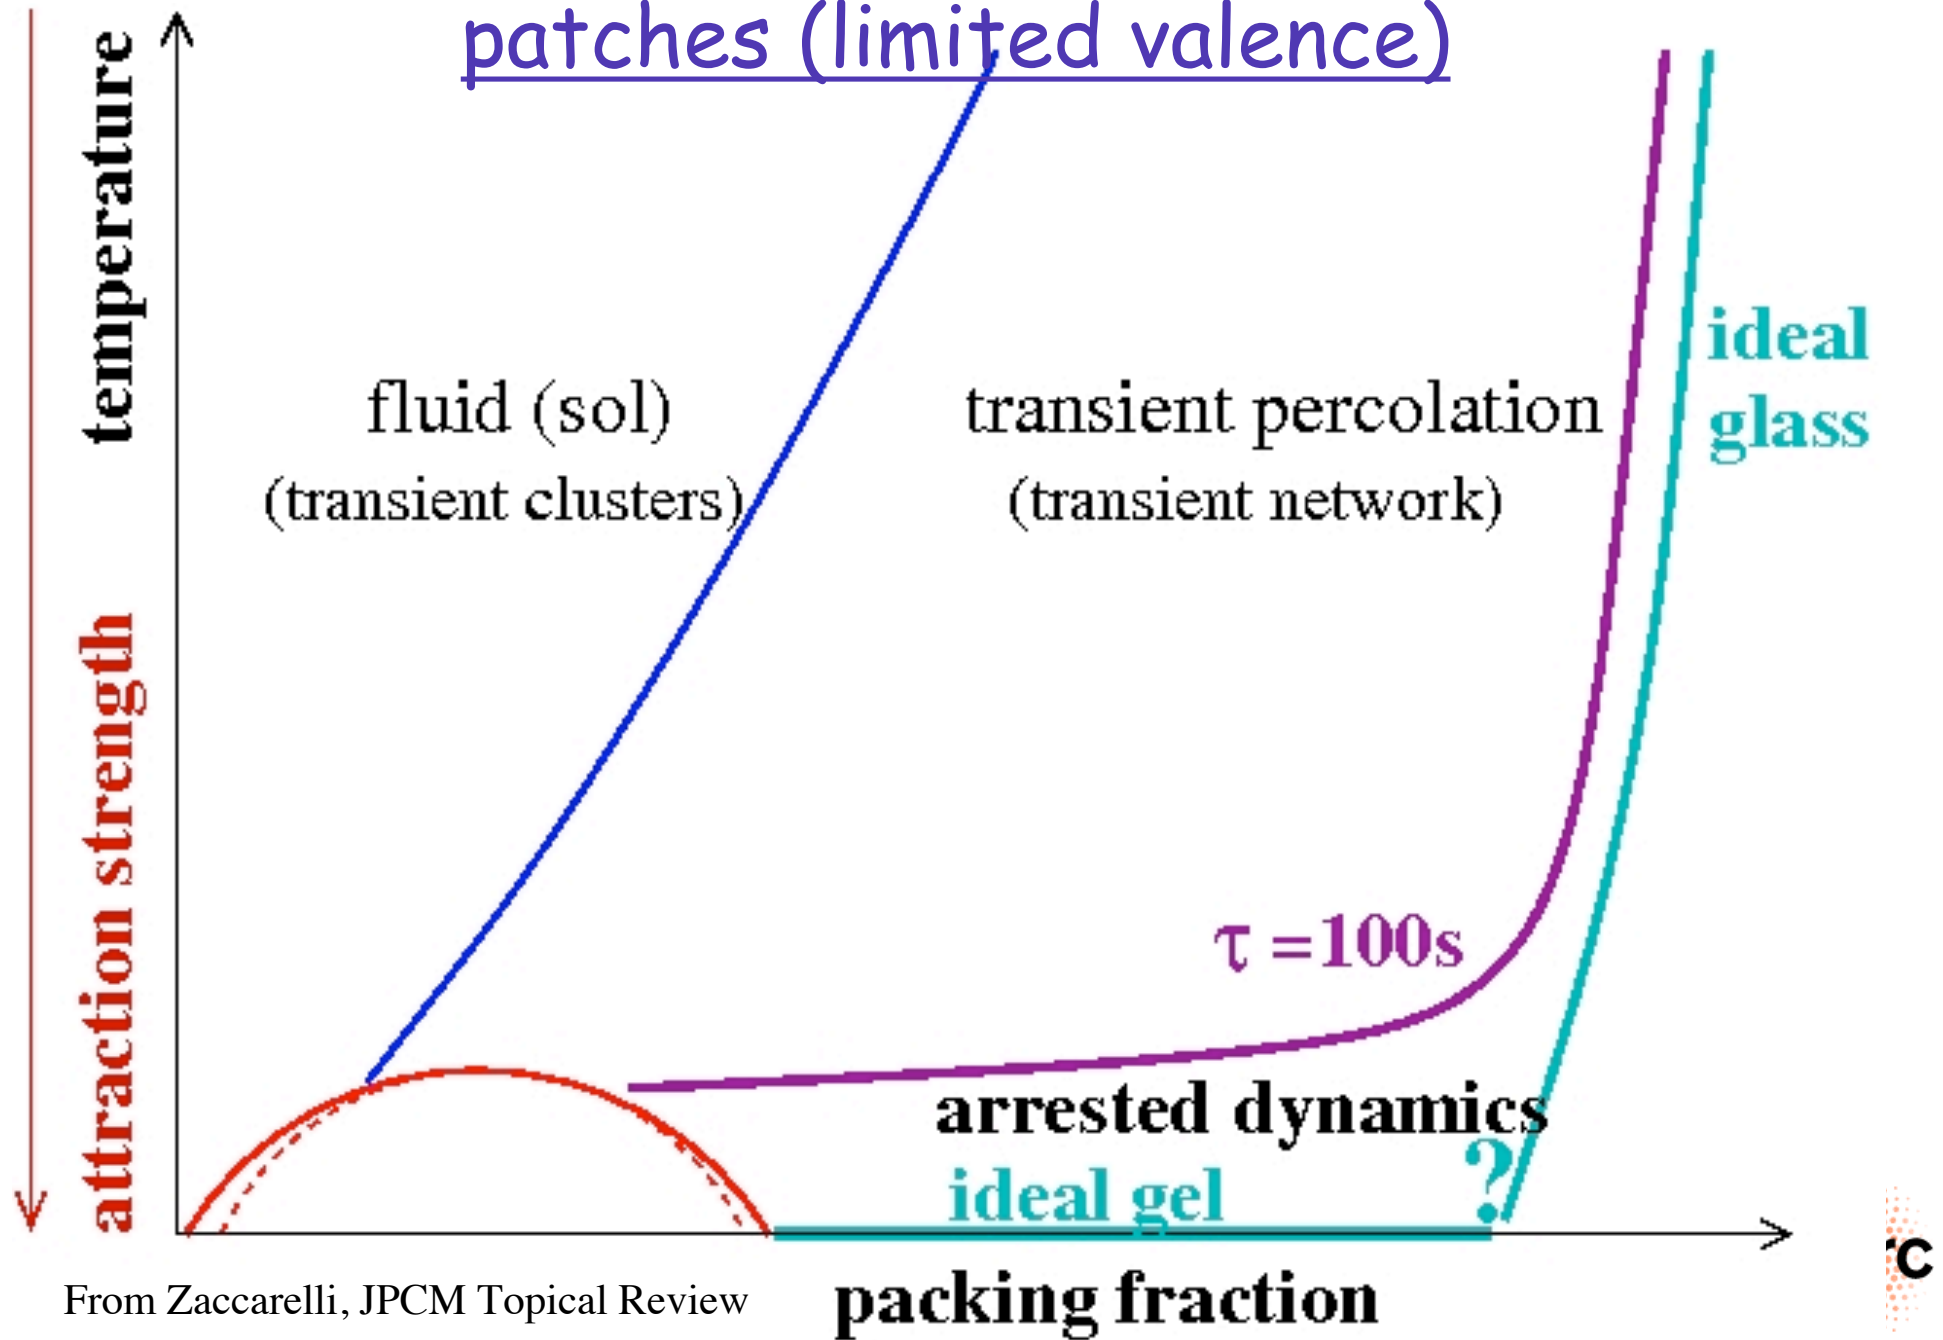 patches (limited valence)
temperature
attraction strength
fluid (sol)
(transient clusters)
transient percolation
(transient network)
ideal
glass
τ =100s
arrested dynamics
ideal gel
?
packing fraction
From Zaccarelli, JPCM Topical Review